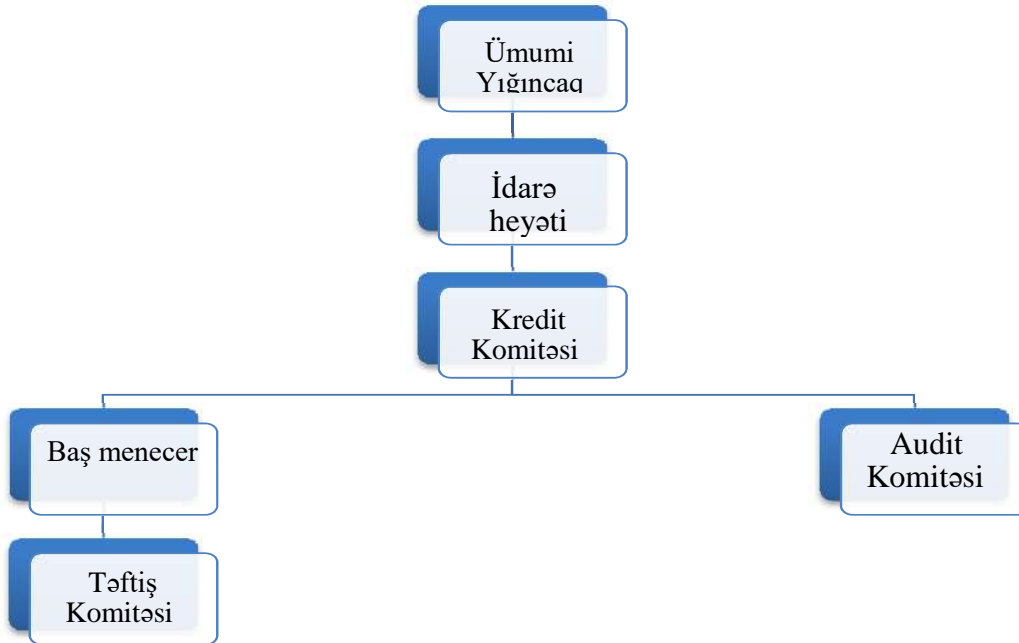 Ümumi
Yığıncaq
İdarə
heyəti
Kredit
Komitəsi
Baş menecer
Audit
Komitəsi
Təftiş
Komitəsi